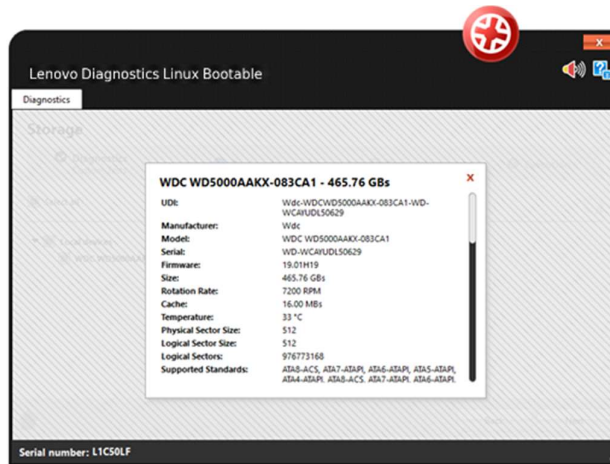 X
Lenovo Diagnostics Linux Bootable
Diagnostics
Storage
Diagnostics
WDC WD5000AAKX-083CA1 - 465.76 GBs
x
UDI: Wdc-WDCWD5000AAKX-083CA1-WD-
WCAYUDL50629
Manufacturer: Wdc
Model: WDC WD5000AAKX-083CA1
Serial: WD-WCAYUDL50629
Firmware: 19.01H19
Size: 465.76 GBs
Rotation Rate: 7200 RPM
Cache: 16.00 MBs
Temperature: 33 °C
Physical Sector Size: 512
Logical Sector Size: 512
Logical Sectors: 976773168
Supported Standards: ATA8-ACS, ATA7-ATAPI, ATA6-ATAPI, ATA5-ATAPI,
ATA4-ATAPI. ATA8-ACS. ATA7-ATAPI. ATA6-ATAPI.
Serial number: L1C50LF